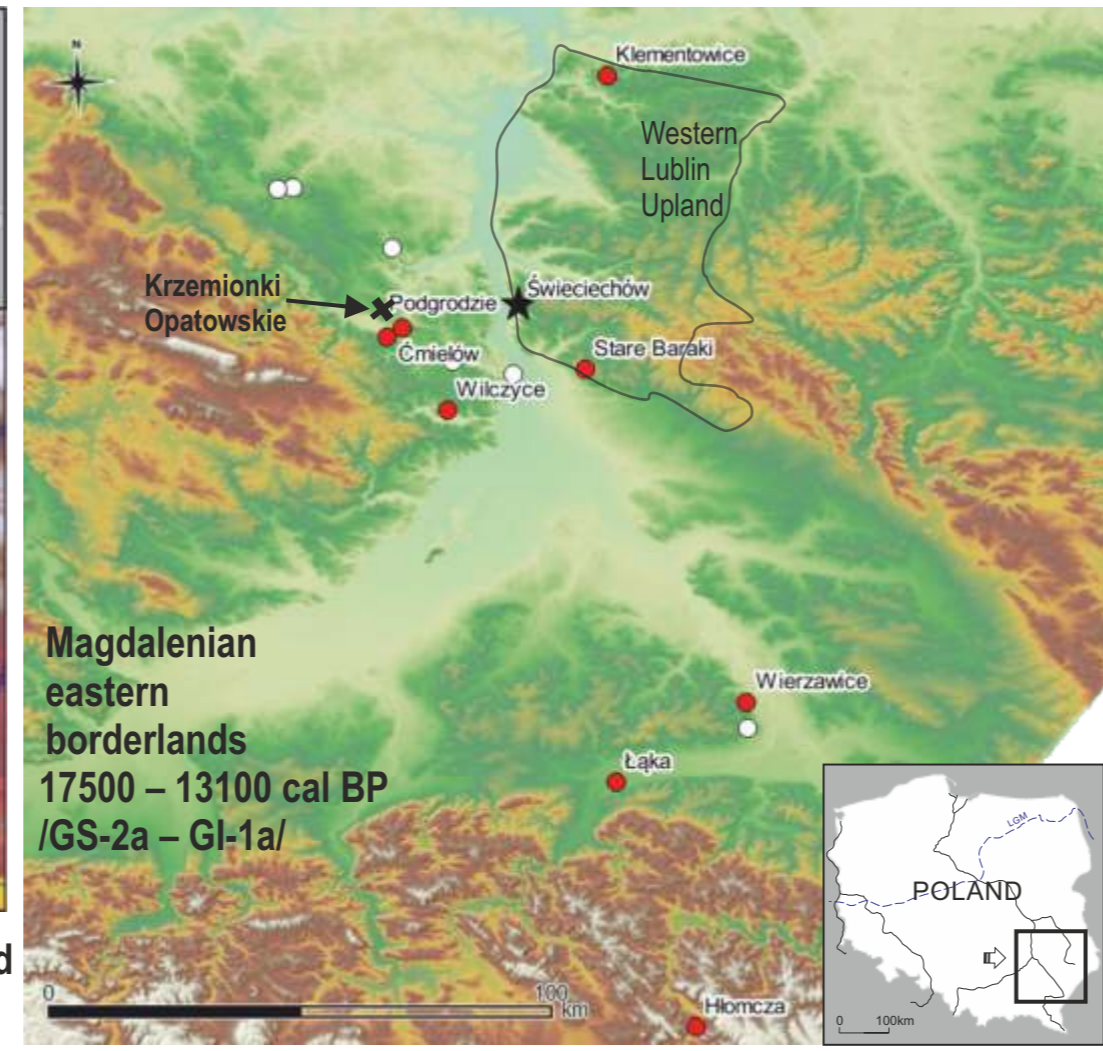 N
Klementowice
Western
Lublin
Upland
Krzemionki
Opatowskie
Podgrodzie
Świeciechów
Ćmielów
Stare Baraki
Wilczyce
Magdalenian
eastern
borderlands
17500 – 13100 cal BP
/GS-2a – GI-1a/
Wierzawice
Łąka
LGM
POLAND
d
0 100
km
Hłomcza
0 100km